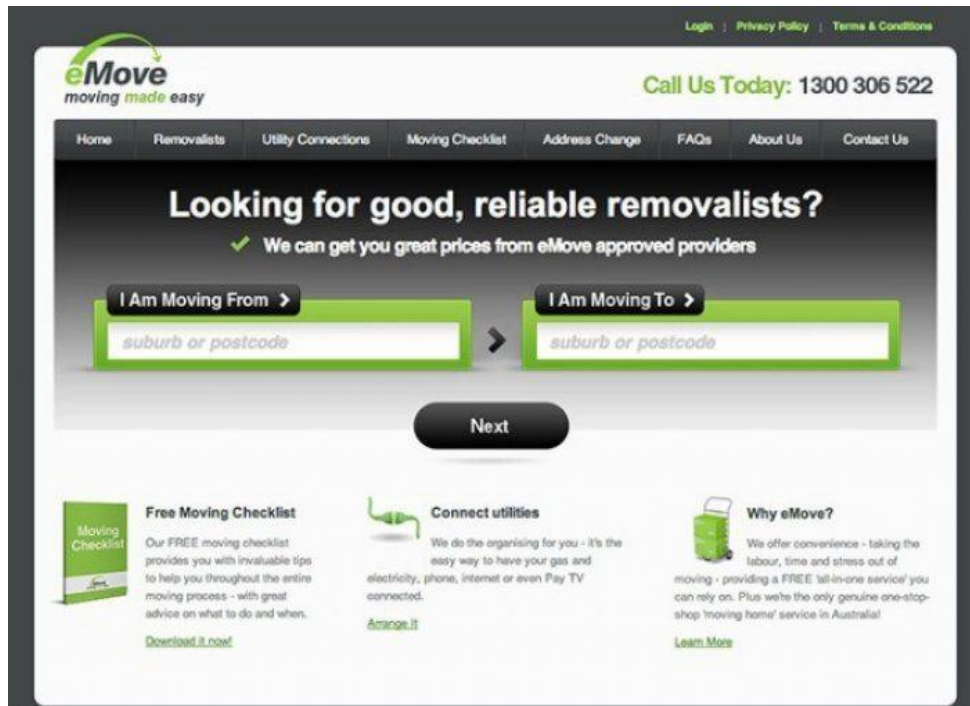 Login | Privacy Policy | Terms & Conditions
eMove
moving made easy
Call Us Today: 1300 306 522
Home Removalists Utility Connections Moving Checklist Address Change FAQs About Us Contact Us
Looking for good, reliable removalists?
We can get you great prices from eMove approved providers
I Am Moving From
suburb or postcode
I Am Moving To
suburb or postcode
Next
Moving
Checklist
Free Moving Checklist
Our FREE moving checklist
provides you with invaluable tips
to help you throughout the entire
moving process - with great
advice on what to do and when.
Download it now!
Connect utilities
We do the organising for you - it's the
easy way to have your gas and
electricity, phone, internet or even Pay TV
connected.
Arrange It
Why eMove?
We offer convenience - taking the
labour, time and stress out of
moving - providing a FREE 'all-in-one service' you
can rely on. Plus we're the only genuine one-stop-
shop 'moving home' service in Australia!
Learn More